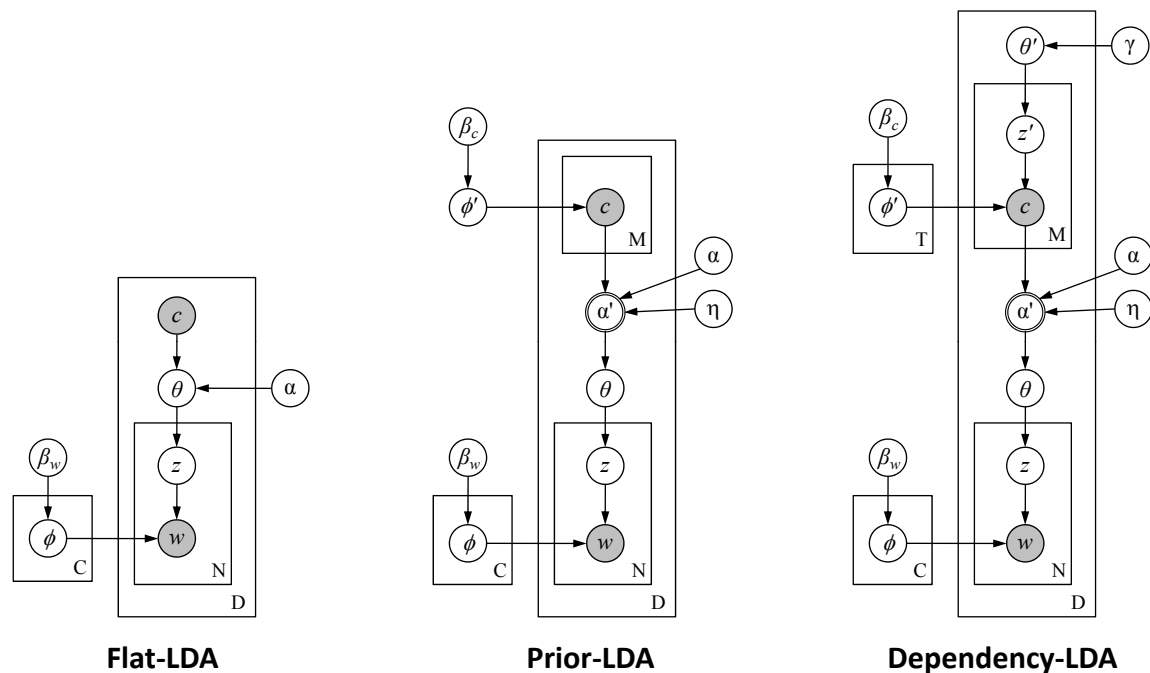 c
θ
α
z
β_w
ϕ
w
C
N
D
Flat-LDA
β_c
ϕ'
c
M
α
α'
η
θ
z
β_w
ϕ
w
C
N
D
Prior-LDA
θ'
γ
z'
β_c
ϕ'
c
T
M
α
α'
η
θ
z
β_w
ϕ
w
C
N
D
Dependency-LDA